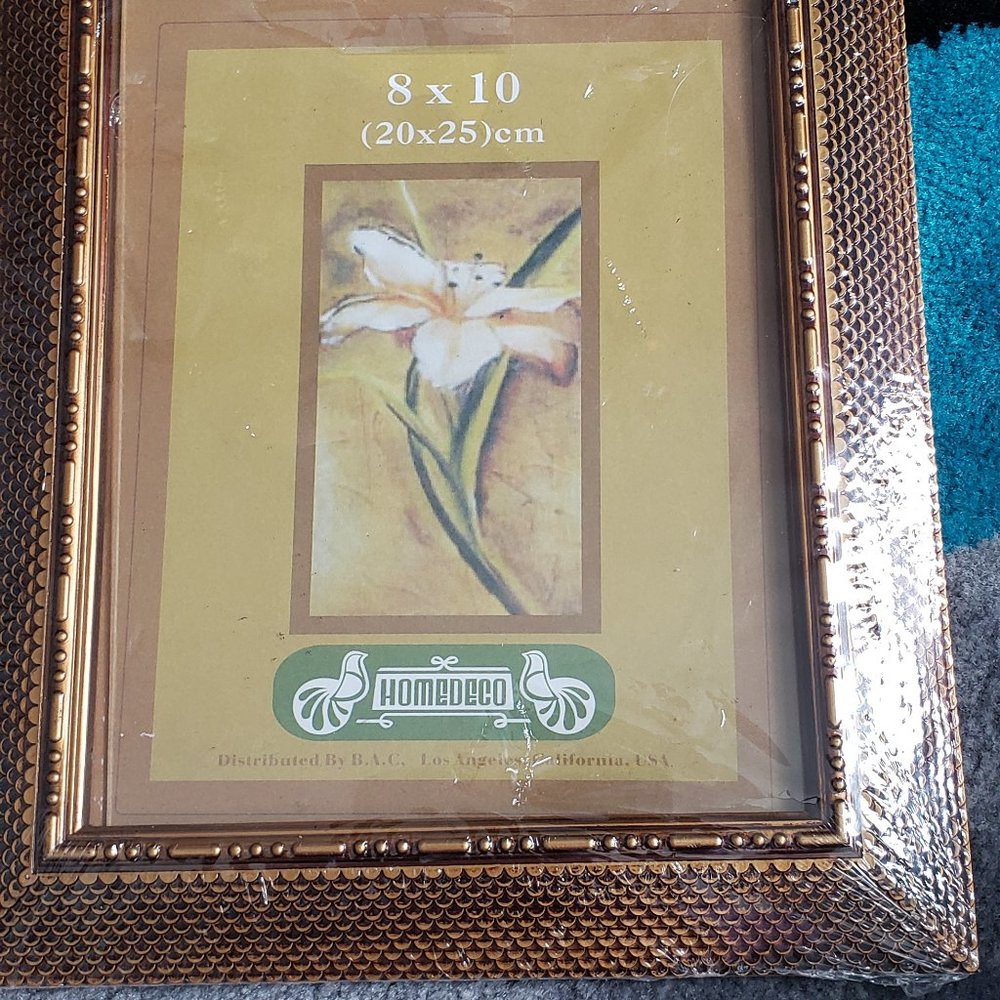 8 x 10
(20x25)cm
HOMEDECO
Distributed By B.A.C. Los Angeles, California, USA.